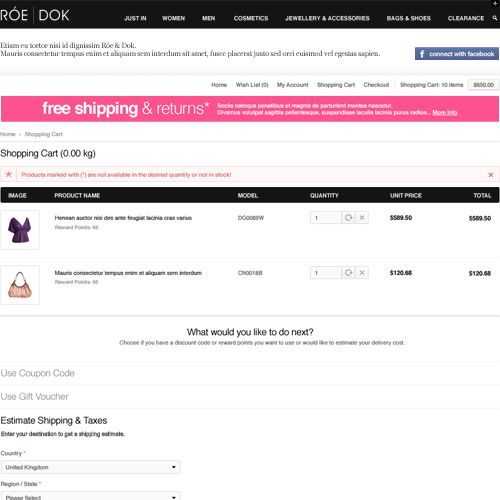 RÓE | DOK
JUST IN WOMEN MEN COSMETICS JEWELLERY & ACCESSORIES BAGS & SHOES CLEARANCE
Etiam eu tortor nisi id dignissim Róe & Dok.
Mauris consectetur tempus enim et aliquam sem interdum sit amet, fusce placerat justo sed orci euismod vel egestas sapien.
f connect with facebook
Home Wish List (0) My Account Shopping Cart Checkout Shopping Cart: 10 items $650.00
free shipping & returns*
Sociis natoque penatibus et magnis de parturient montes nascetur.
Divamus volutpat sagittis pellentesque, suspendisse iaculis lacinia purus radios... More Info
Home » Shopping Cart
Shopping Cart (0.00 kg)
* Products marked with (*) are not available in the desired quantity or not in stock!
IMAGE PRODUCT NAME MODEL QUANTITY UNIT PRICE TOTAL
Henean auctor nisi des ante feugiat lacinia cras varius DG0089W 1 $589.50 $589.50
Reward Points: 66
Mauris consectetur tempus enim et aliquam sem interdum CN0018B 1 $120.68 $120.68
Reward Points: 66
What would you like to do next?
Choose if you have a discount code or reward points you want to use or would like to estimate your delivery cost.
Use Coupon Code
Use Gift Voucher
Estimate Shipping & Taxes
Enter your destination to get a shipping estimate.
Country *
United Kingdom
Region / State *
Please Select